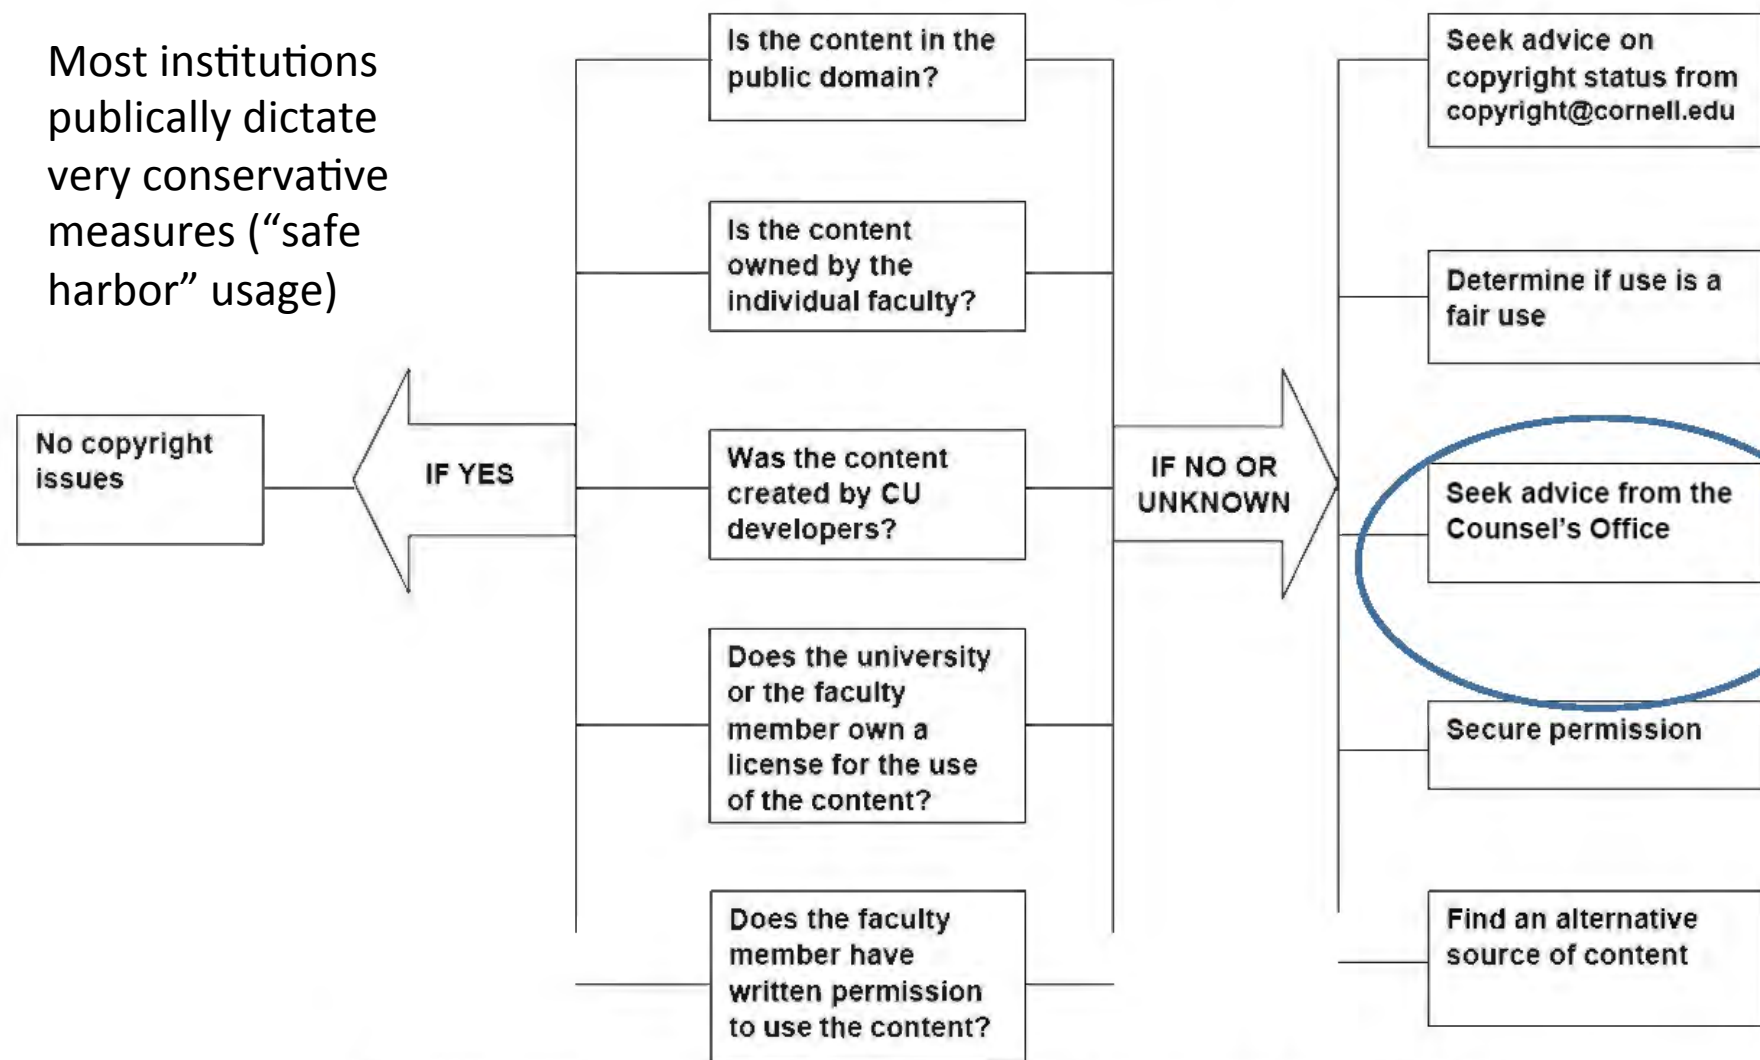 Most institutions
publically dictate
very conservative
measures (“safe
harbor” usage)
No copyright
issues
IF YES
Is the content in the
public domain?
Is the content
owned by the
individual faculty?
Was the content
created by CU
developers?
Does the university
or the faculty
member own a
license for the use
of the content?
Does the faculty
member have
written permission
to use the content?
IF NO OR
UNKNOWN
Seek advice on
copyright status from
copyright@cornell.edu
Determine if use is a
fair use
Seek advice from the
Counsel's Office
Secure permission
Find an alternative
source of content